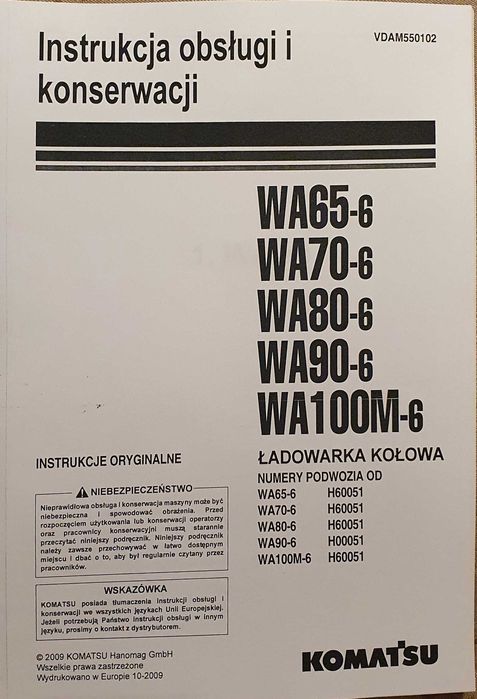 Instrukcja obsługi i
konserwacji
VDAM550102
WA65-6
WA70-6
WA80-6
WA90-6
WA100M-6
ŁADOWARKA KOŁOWA
NUMERY PODWOZIA OD
WA65-6 H60051
WA70-6 H60051
WA80-6 H60051
WA90-6 H00051
WA100M-6 H60051
INSTRUKCJE ORYGINALNE
NIEBEZPIECZEŃSTWO
Nieprawidłowa obsługa i konserwacja maszyny może być
niebezpieczna i spowodować obrażenia. Przed
rozpoczęciem użytkowania lub konserwacji operatorzy
oraz pracownicy konserwacyjni muszą starannie
przeczytać niniejszy podręcznik. Niniejszy podręcznik
należy zawsze przechowywać w łatwo dostępnym
miejscu i dbać o to, aby był regularnie czytany przez
pracowników.
WSKAZÓWKA
KOMATSU posiada tłumaczenia instrukcji obsługi i
konserwacji we wszystkich językach Unii Europejskiej.
Jeżeli potrzebują Państwo instrukcji obsługi w innym
języku, prosimy o kontakt z dystrybutorem.
© 2009 KOMATSU Hanomag GmbH
Wszelkie prawa zastrzeżone
Wydrukowano w Europie 10-2009
KOMATSU